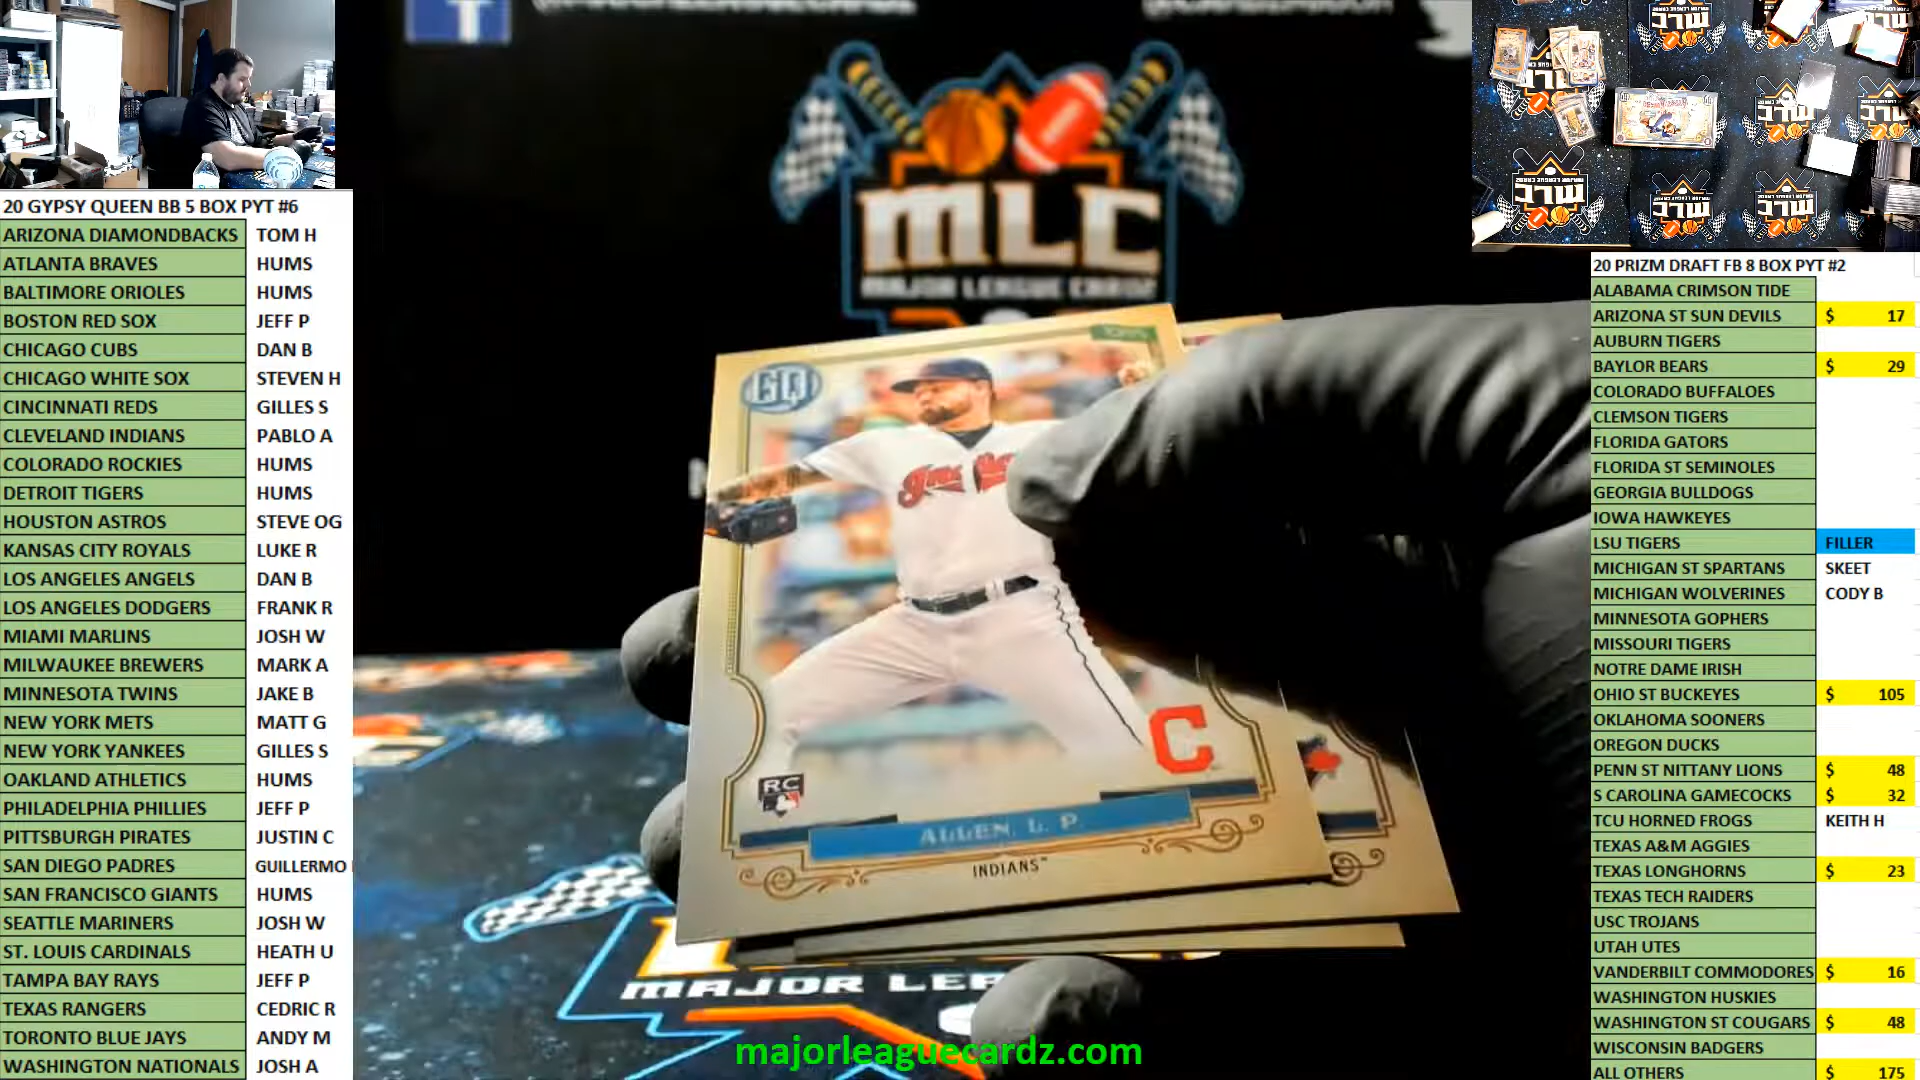 20 GYPSY QUEEN BB 5 BOX PYT #6
ARIZONA DIAMONDBACKS TOM H
ATLANTA BRAVES HUMS
BALTIMORE ORIOLES HUMS
BOSTON RED SOX JEFF P
CHICAGO CUBS DAN B
CHICAGO WHITE SOX STEVEN H
CINCINNATI REDS GILLES S
CLEVELAND INDIANS PABLO A
COLORADO ROCKIES HUMS
DETROIT TIGERS HUMS
HOUSTON ASTROS STEVE OG
KANSAS CITY ROYALS LUKE R
LOS ANGELES ANGELS DAN B
LOS ANGELES DODGERS FRANK R
MIAMI MARLINS JOSH W
MILWAUKEE BREWERS MARK A
MINNESOTA TWINS JAKE B
NEW YORK METS MATT G
NEW YORK YANKEES GILLES S
OAKLAND ATHLETICS HUMS
PHILADELPHIA PHILLIES JEFF P
PITTSBURGH PIRATES JUSTIN C
SAN DIEGO PADRES GUILLERMO
SAN FRANCISCO GIANTS HUMS
SEATTLE MARINERS JOSH W
ST. LOUIS CARDINALS HEATH U
TAMPA BAY RAYS JEFF P
TEXAS RANGERS CEDRIC R
TORONTO BLUE JAYS ANDY M
WASHINGTON NATIONALS JOSH A
MLC
MAJOR LEAGUE CARDZ
GQ
TOPPS
C
RC
ALLEN, L. P.
INDIANS™
MAJOR LEA
majorleaguecardz.com
20 PRIZM DRAFT FB 8 BOX PYT #2
ALABAMA CRIMSON TIDE
ARIZONA ST SUN DEVILS $ 17
AUBURN TIGERS
BAYLOR BEARS $ 29
COLORADO BUFFALOES
CLEMSON TIGERS
FLORIDA GATORS
FLORIDA ST SEMINOLES
GEORGIA BULLDOGS
IOWA HAWKEYES
LSU TIGERS FILLER
MICHIGAN ST SPARTANS SKEET
MICHIGAN WOLVERINES CODY B
MINNESOTA GOPHERS
MISSOURI TIGERS
NOTRE DAME IRISH
OHIO ST BUCKEYES $ 105
OKLAHOMA SOONERS
OREGON DUCKS
PENN ST NITTANY LIONS $ 48
S CAROLINA GAMECOCKS $ 32
TCU HORNED FROGS KEITH H
TEXAS A&M AGGIES
TEXAS LONGHORNS $ 23
TEXAS TECH RAIDERS
USC TROJANS
UTAH UTES
VANDERBILT COMMODORES $ 16
WASHINGTON HUSKIES
WASHINGTON ST COUGARS $ 48
WISCONSIN BADGERS
ALL OTHERS $ 175